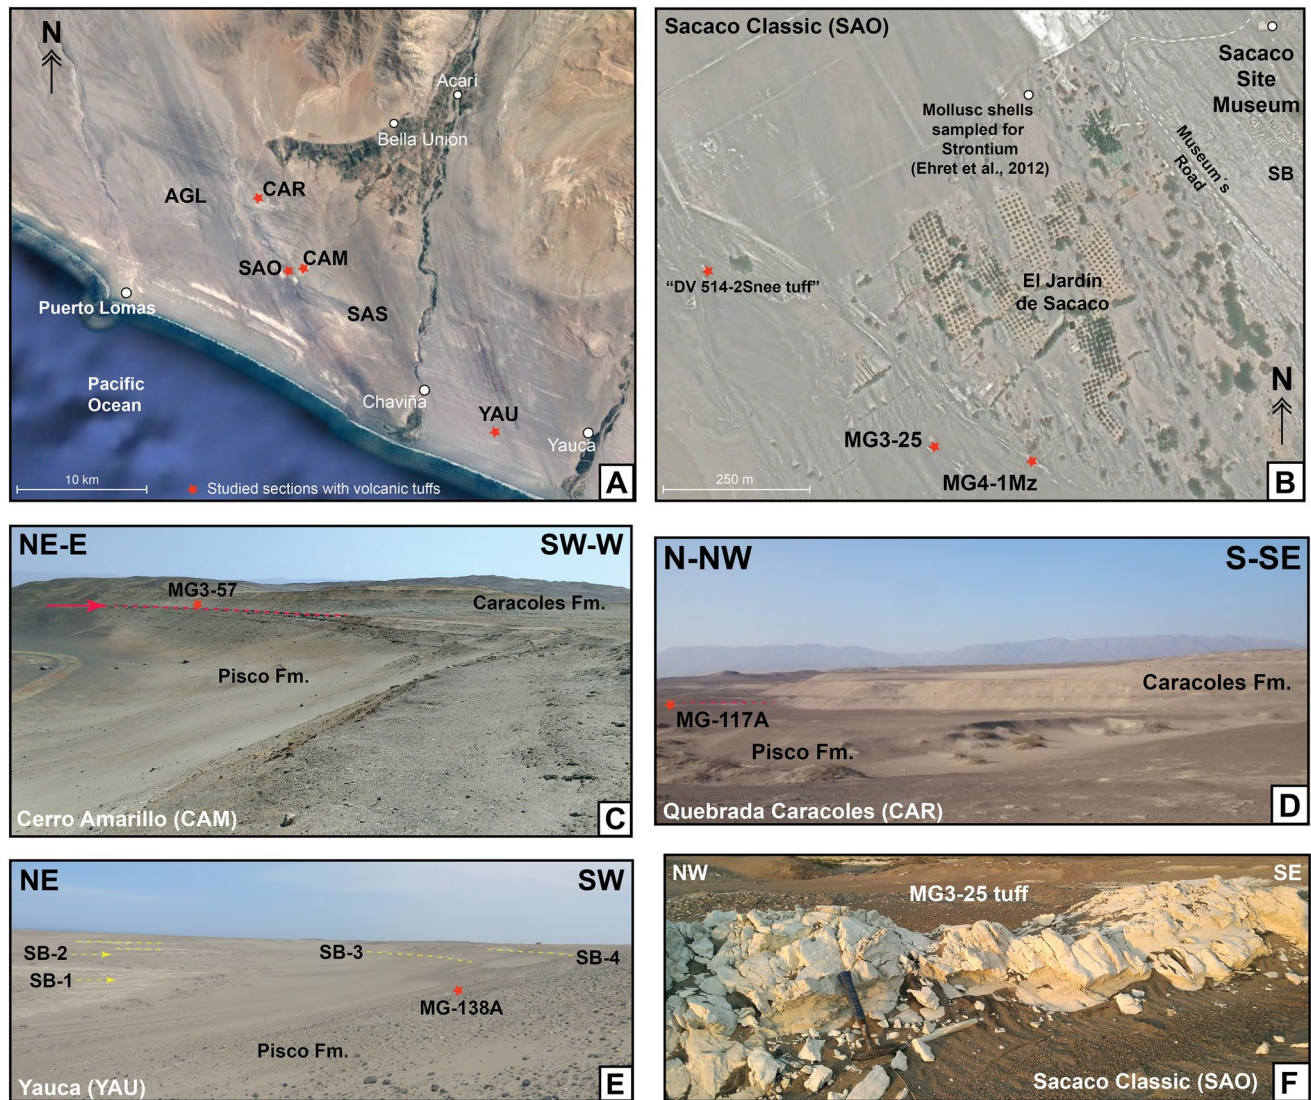 N
Acarí
Bella Unión
AGL
CAR
SAO
CAM
Puerto Lomas
SAS
Pacific
Ocean
Chaviña
YAU
Yauca
10 km
Studied sections with volcanic tuffs
A
Sacaco Classic (SAO)
Sacaco
Site
Museum
Mollusc shells
sampled for
Strontium
(Ehret et al., 2012)
Museum´s
Road
SB
“DV 514-2Snee tuff”
El Jardín
de Sacaco
N
MG3-25
MG4-1Mz
250 m
B
NE-E
SW-W
MG3-57
Caracoles Fm.
Pisco Fm.
Cerro Amarillo (CAM)
C
N-NW
S-SE
Caracoles Fm.
MG-117A
Pisco Fm.
Quebrada Caracoles (CAR)
D
NE
SW
SB-2
SB-3
SB-4
SB-1
MG-138A
Pisco Fm.
Yauca (YAU)
E
NW
SE
MG3-25 tuff
Sacaco Classic (SAO)
F